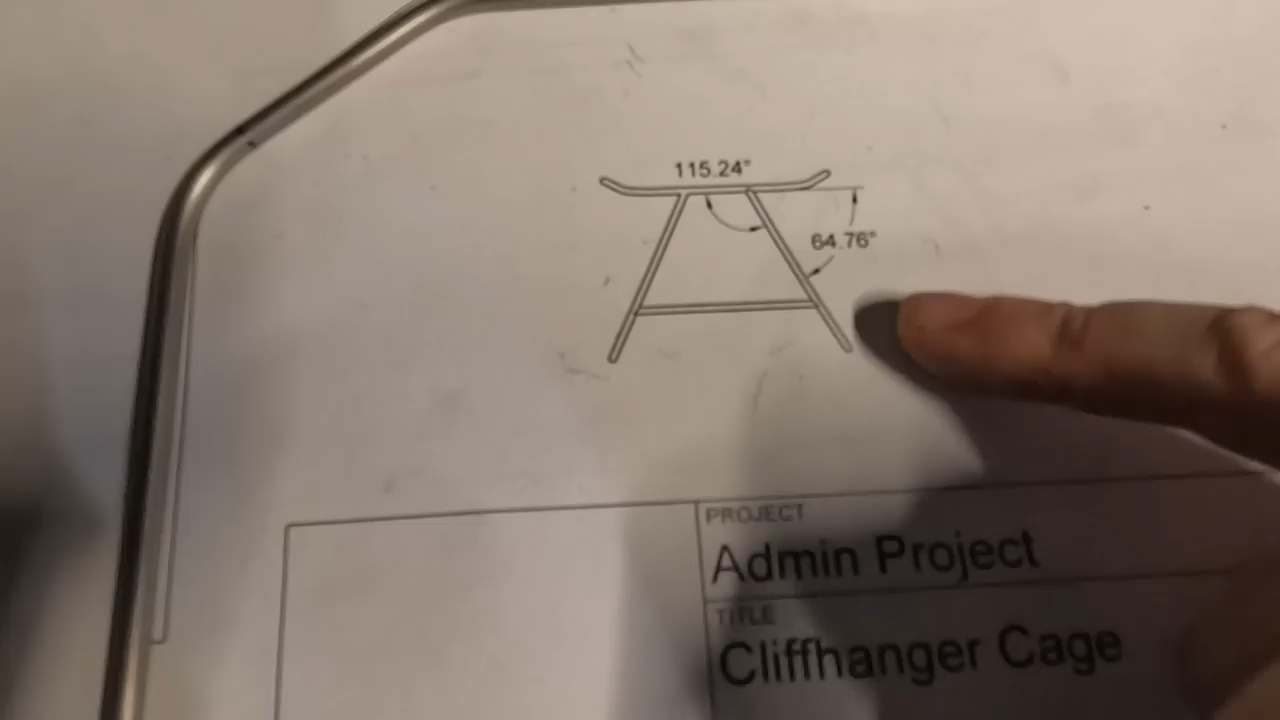 115.24°
64.76°
PROJECT
Admin Project
TITLE
Cliffhanger Cage